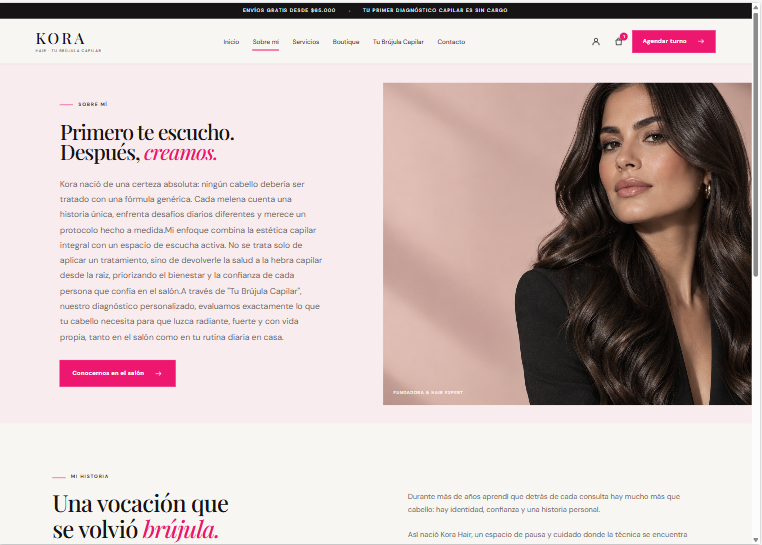 ENVÍOS GRATIS DESDE $65.000 · TU PRIMER DIAGNÓSTICO CAPILAR ES SIN CARGO
KORA
HAIR · TU BRÚJULA CAPILAR
Inicio Sobre mí Servicios Boutique Tu Brújula Capilar Contacto
1
Agendar turno →
SOBRE MÍ
Primero te escucho.
Después, creamos.
Kora nació de una certeza absoluta: ningún cabello debería ser
tratado con una fórmula genérica. Cada melena cuenta una
historia única, enfrenta desafíos diarios diferentes y merece un
protocolo hecho a medida.Mi enfoque combina la estética capilar
integral con un espacio de escucha activa. No se trata solo de
aplicar un tratamiento, sino de devolverle la salud a la hebra capilar
desde la raíz, priorizando el bienestar y la confianza de cada
persona que confía en el salón.A través de "Tu Brújula Capilar",
nuestro diagnóstico personalizado, evaluamos exactamente lo que
tu cabello necesita para que luzca radiante, fuerte y con vida
propia, tanto en el salón como en tu rutina diaria en casa.
Conocernos en el salón →
FUNDADORA & HAIR EXPERT
MI HISTORIA
Una vocación que
se volvió brújula.
Durante más de años aprendí que detrás de cada consulta hay mucho más que
cabello: hay identidad, confianza y una historia personal.
Así nació Kora Hair, un espacio de pausa y cuidado donde la técnica se encuentra